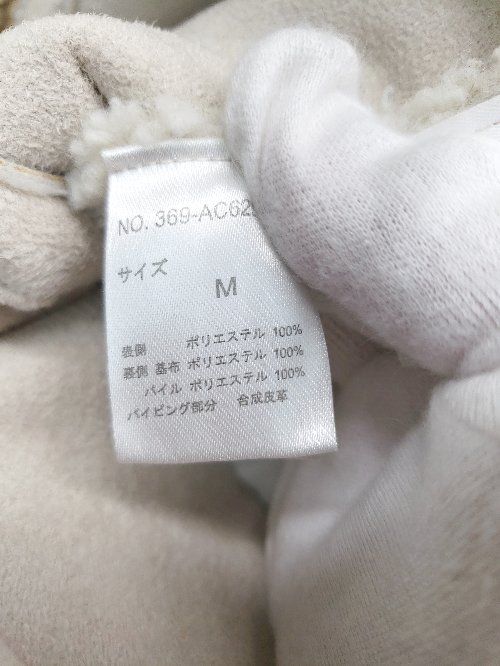 NO. 369-AC62
サイズ
M
表側 ポリエステル 100%
裏側 基布 ポリエステル 100%
パイル ポリエステル 100%
パイピング部分 合成皮革